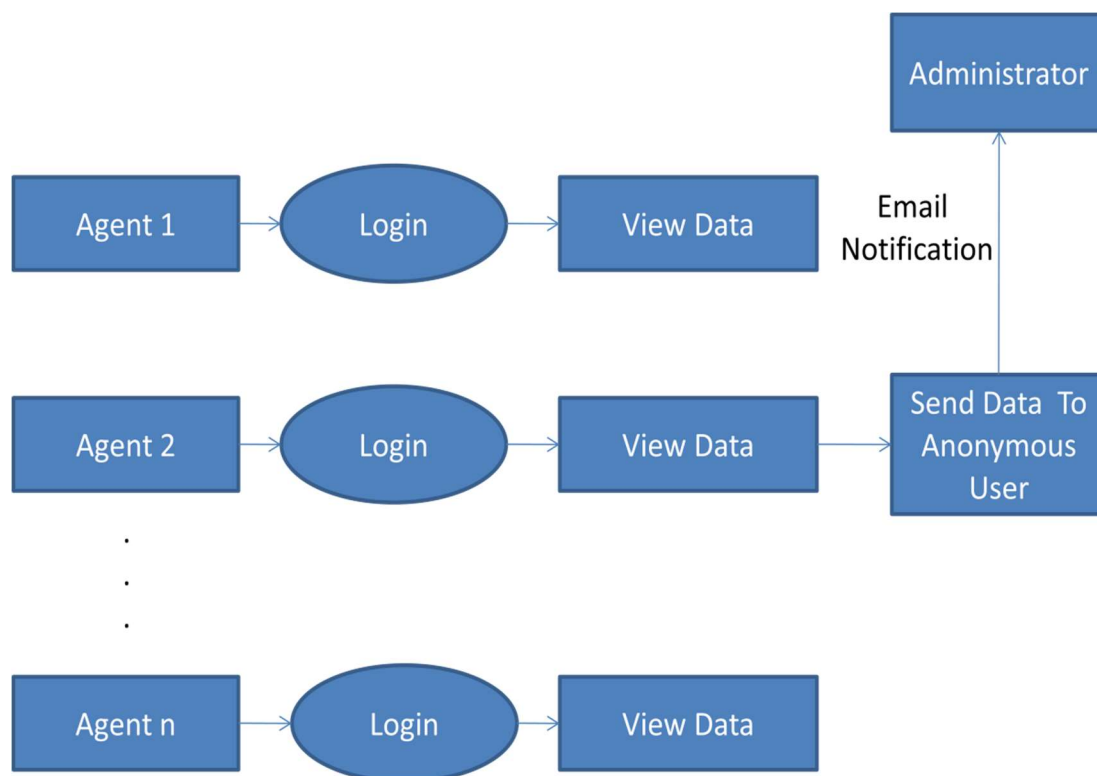 Administrator
Agent 1
Login
View Data
Email
Notification
Agent 2
Login
View Data
Send Data To
Anonymous
User
.
.
.
Agent n
Login
View Data